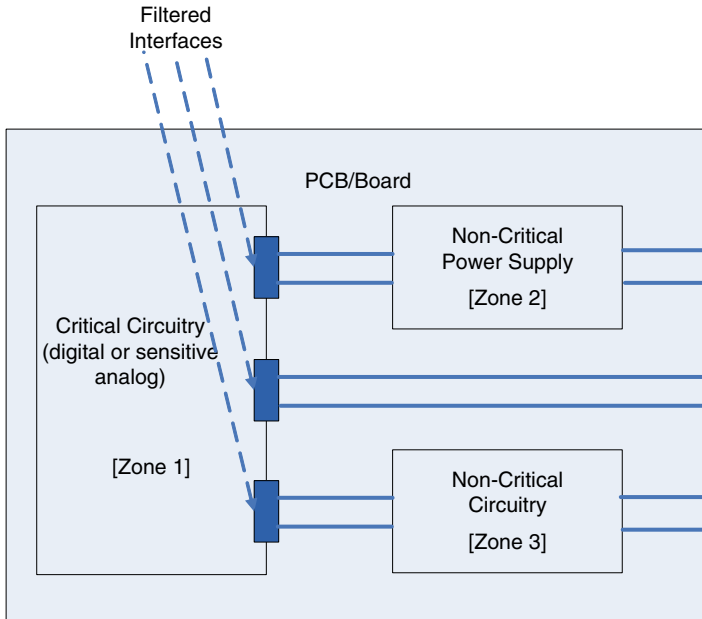 Filtered
Interfaces
PCB/Board
Non-Critical
Power Supply
[Zone 2]
Critical Circuitry
(digital or sensitive
analog)
[Zone 1]
Non-Critical
Circuitry
[Zone 3]